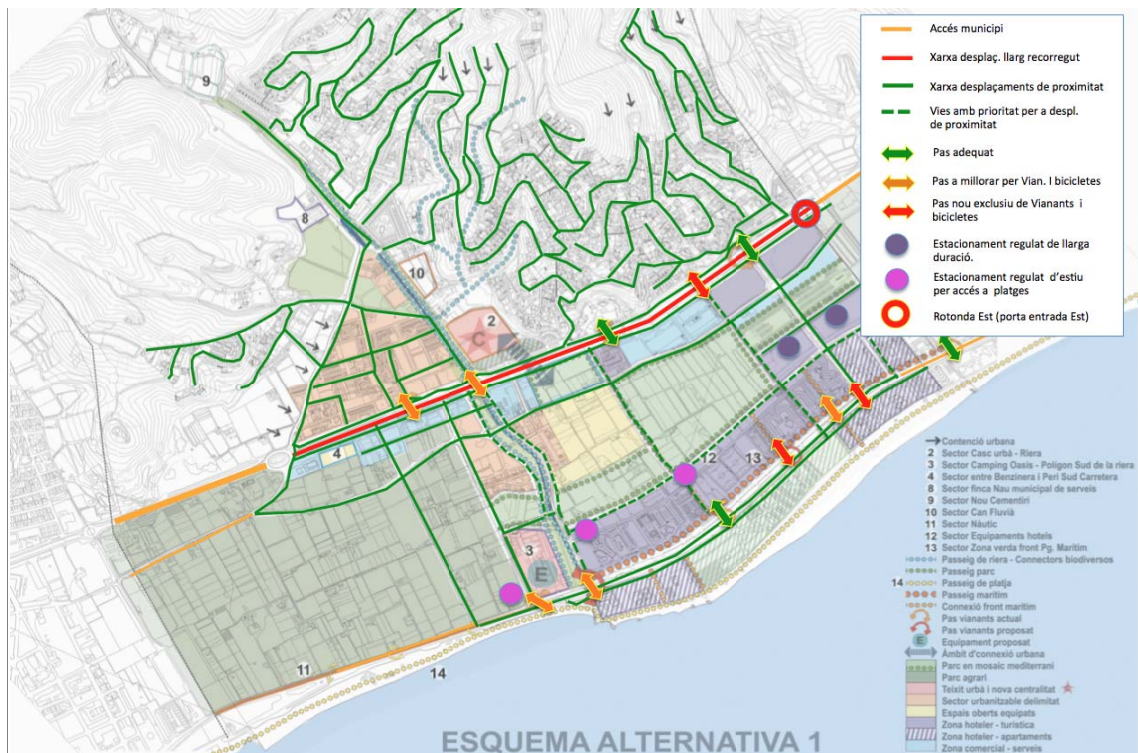 Accés municipi
Xarxa desplaç. llarg recorregut
Xarxa desplaçaments de proximitat
Vies amb prioritat per a despl.
de proximitat
Pas adequat
Pas a millorar per Vian. I bicicletes
Pas nou exclusiu de Vianants i
bicicletes
Estacionament regulat de llarga
duració.
Estacionament regulat d'estiu
per accés a platges
Rotonda Est (porta entrada Est)
9
8
10
2
C
4
12
13
3
E
11
14
Contenció urbana
2 Sector Casc urbà - Riera
3 Sector Camping Oasis - Polígon Sud de la riera
4 Sector entre Benzinera i Peri Sud Carretera
8 Sector finca Nau municipal de serveis
9 Sector Nou Cementiri
10 Sector Can Fluvià
11 Sector Nàutic
12 Sector Equipaments hotels
13 Sector Zona verda front Pg. Marítim
Passeig de riera - Connectors biodiversos
Passeig parc
14 Passeig de platja
Passeig marítim
Connexió front marítim
Pas vianants actual
Pas vianants proposat
E Equipament proposat
Àmbit d'connexió urbana
Parc en mosaic mediterrani
Parc agrari
Teixit urbà i nova centralitat
Sector urbanitzable delimitat
Espais oberts equipats
Zona hoteler - turística
Zona hoteler - apartaments
Zona comercial - serveis
ESQUEMA ALTERNATIVA 1